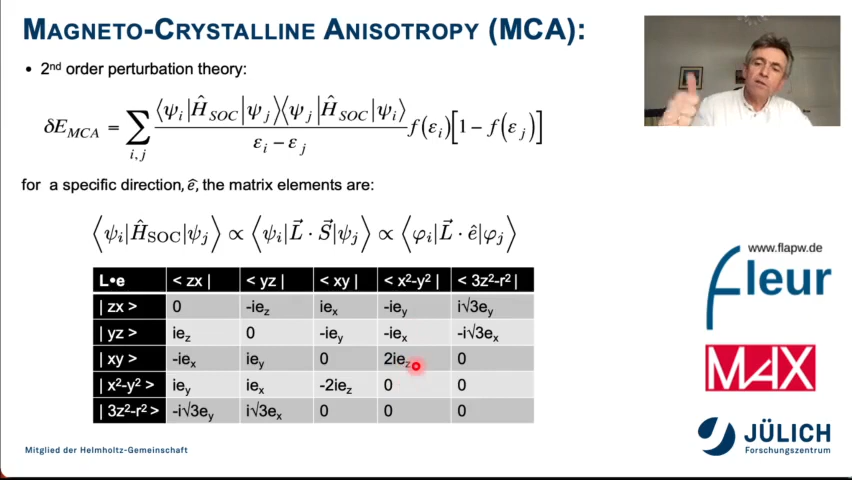 MAGNETO-CRYSTALLINE ANISOTROPY (MCA):
• 2nd order perturbation theory:
δE_MCA = ∑_{i,j} ⟨ψ_i|Ĥ_SOC|ψ_j⟩⟨ψ_j|Ĥ_SOC|ψ_i⟩ / (ε_i − ε_j) f(ε_i)[1 − f(ε_j)]
for a specific direction, ê, the matrix elements are:
⟨ψ_i|Ĥ_SOC|ψ_j⟩ ∝ ⟨ψ_i|L⃗ · S⃗|ψ_j⟩ ∝ ⟨φ_i|L⃗ · ê|φ_j⟩
L•e < zx | < yz | < xy | < x²-y² | < 3z²-r² |
| zx > 0 -ie_z ie_x -ie_y i√3e_y
| yz > ie_z 0 -ie_y -ie_x -i√3e_x
| xy > -ie_x ie_y 0 2ie_z 0
| x²-y² > ie_y ie_x -2ie_z 0 0
| 3z²-r² > -i√3e_y i√3e_x 0 0 0
www.flapw.de
fleur
MAX
JÜLICH
Forschungszentrum
Mitglied der Helmholtz-Gemeinschaft